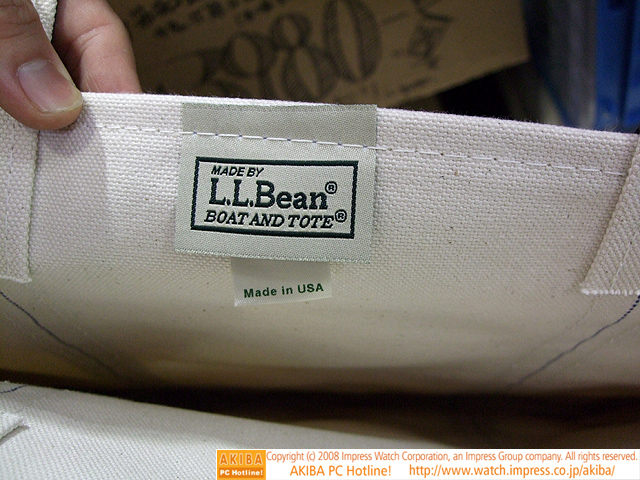 980
MADE BY
L.L.Bean®
BOAT AND TOTE®
Made in USA
AKIBA
PC Hotline!
Copyright (c) 2008 Impress Watch Corporation, an Impress Group company. All rights reserved.
AKIBA PC Hotline! http://www.watch.impress.co.jp/akiba/